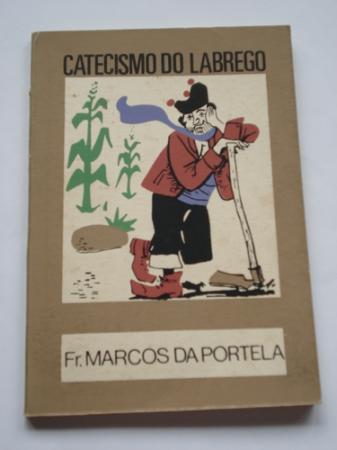 CATECISMO DO LABREGO
Fr. MARCOS DA PORTELA